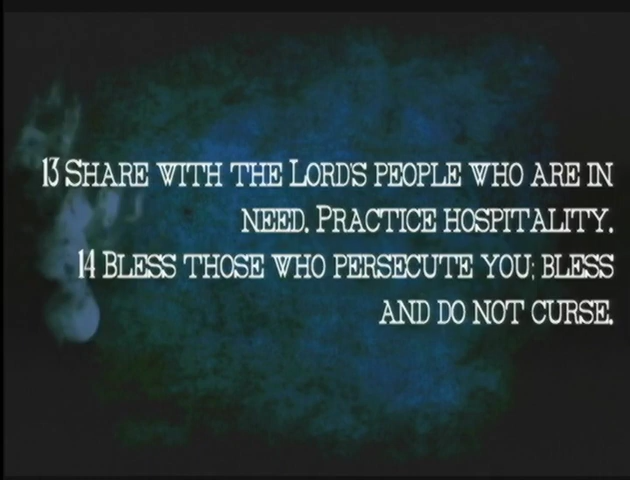 13 Share with the Lord's people who are in
need. Practice hospitality.
14 Bless those who persecute you; bless
and do not curse.